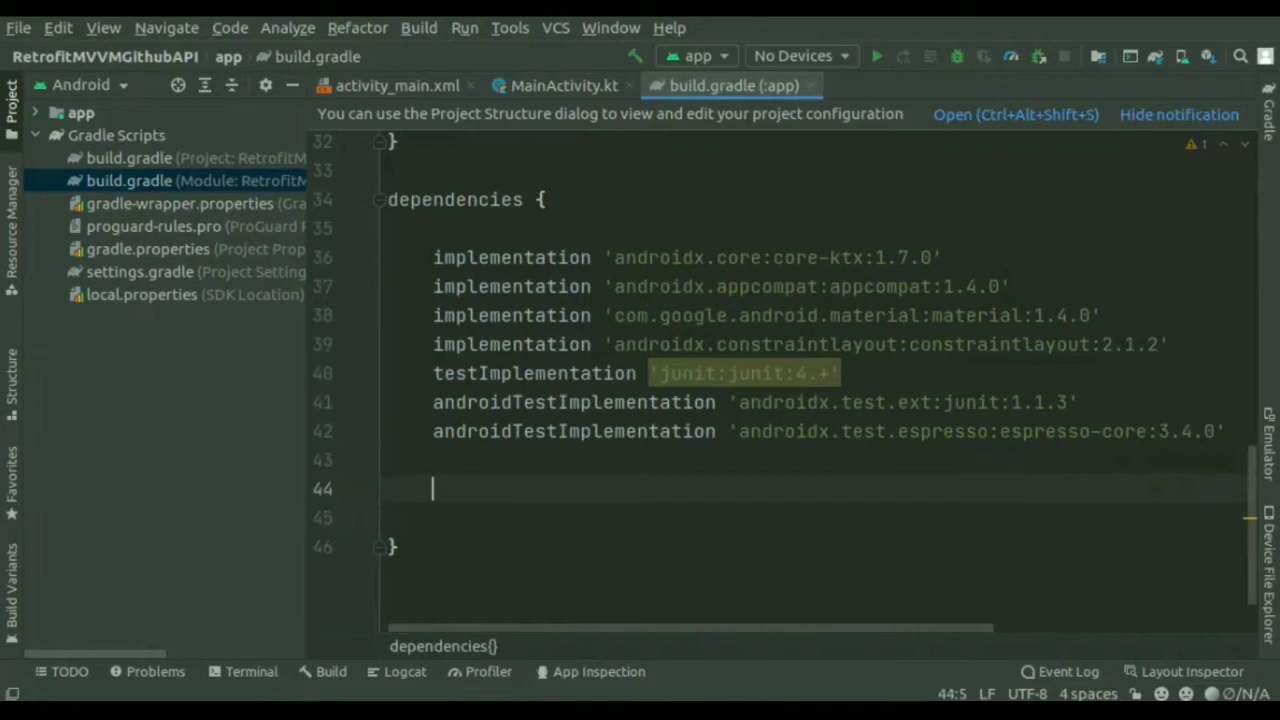 File Edit View Navigate Code Analyze Refactor Build Run Tools VCS Window Help
RetrofitMVVMGithubAPI app build.gradle app No Devices
Project Android activity_main.xml MainActivity.kt build.gradle (:app) Gradle
You can use the Project Structure dialog to view and edit your project configuration Open (Ctrl+Alt+Shift+S) Hide notification
app
Gradle Scripts
build.gradle (Project: RetrofitM
build.gradle (Module: RetrofitM
gradle-wrapper.properties (Gra
proguard-rules.pro (ProGuard R
gradle.properties (Project Prop
settings.gradle (Project Setting
local.properties (SDK Location)
Resource Manager
Structure
Favorites
Build Variants
32 }
1
33
34 dependencies {
35
36 implementation 'androidx.core:core-ktx:1.7.0'
37 implementation 'androidx.appcompat:appcompat:1.4.0'
38 implementation 'com.google.android.material:material:1.4.0'
39 implementation 'androidx.constraintlayout:constraintlayout:2.1.2'
40 testImplementation 'junit:junit:4.+'
41 androidTestImplementation 'androidx.test.ext:junit:1.1.3'
42 androidTestImplementation 'androidx.test.espresso:espresso-core:3.4.0'
43
44
45
46 }
dependencies{}
Emulator
Device File Explorer
TODO Problems Terminal Build Logcat Profiler App Inspection Event Log Layout Inspector
44:5 LF UTF-8 4 spaces Ø/N/A